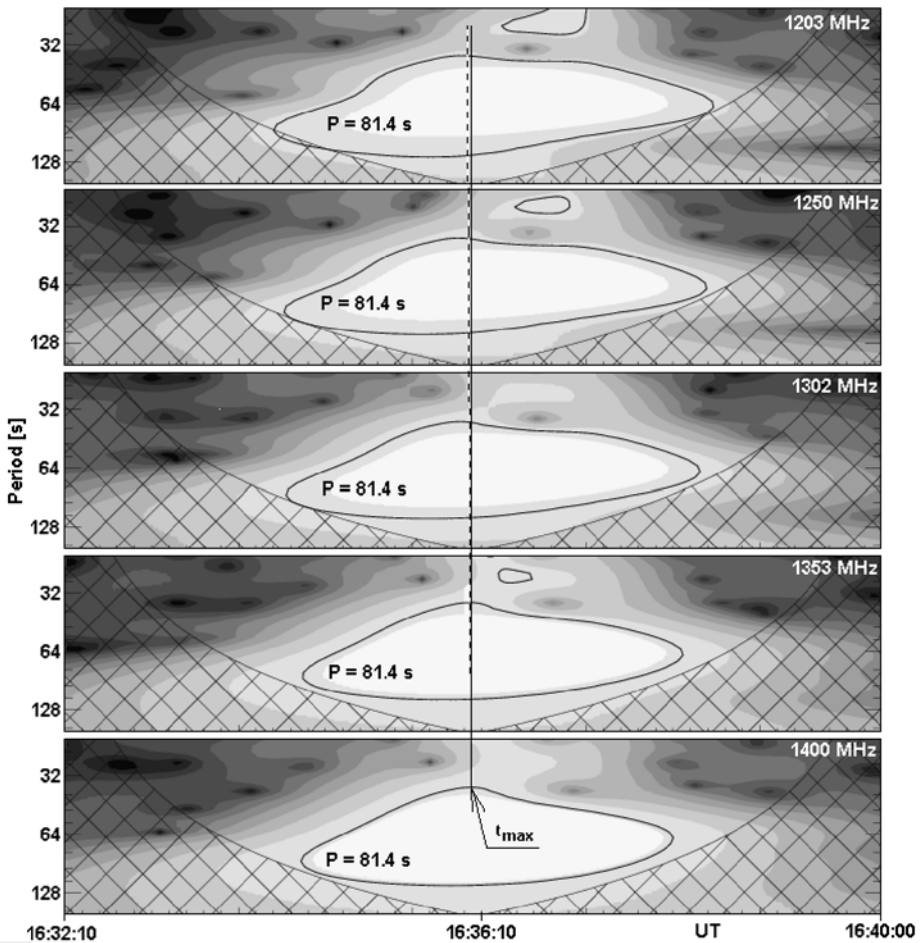 1203 MHz
32
64
P = 81.4 s
128
1250 MHz
32
64
P = 81.4 s
128
1302 MHz
32
64
P = 81.4 s
128
Period [s]
1353 MHz
32
64
P = 81.4 s
128
1400 MHz
32
64
tmax
P = 81.4 s
128
16:32:10 16:36:10 UT 16:40:00